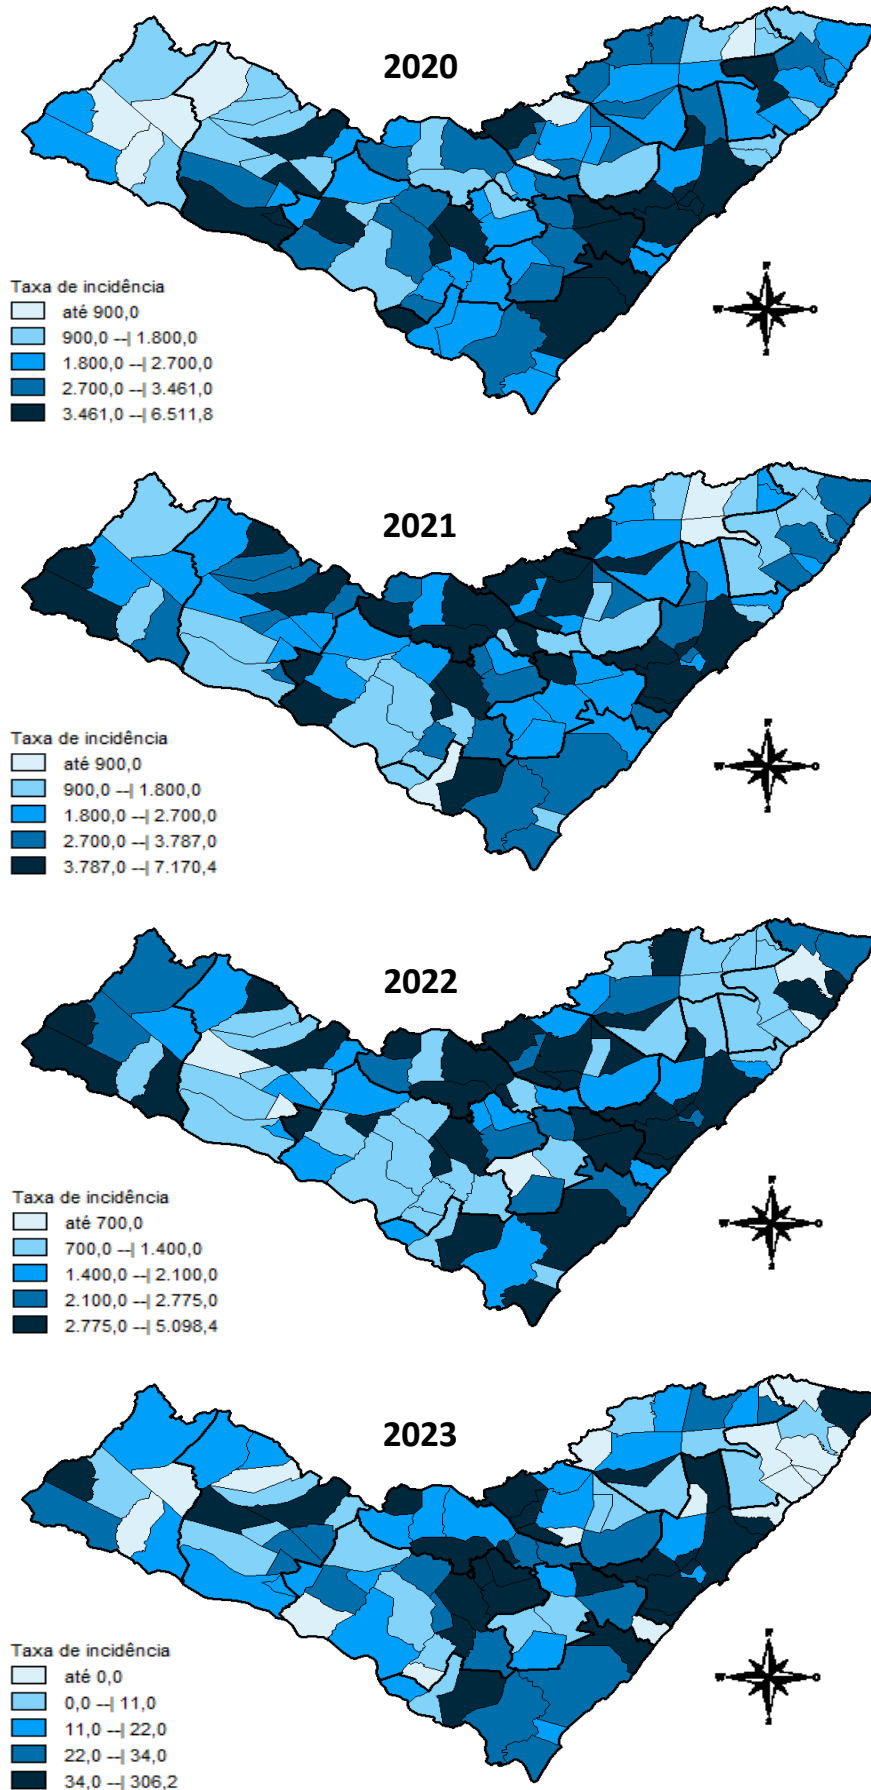 2020
Taxa de incidência
até 900,0
900,0 --| 1.800,0
1.800,0 --| 2.700,0
2.700,0 --| 3.461,0
3.461,0 --| 6.511,8
2021
Taxa de incidência
até 900,0
900,0 --| 1.800,0
1.800,0 --| 2.700,0
2.700,0 --| 3.787,0
3.787,0 --| 7.170,4
2022
Taxa de incidência
até 700,0
700,0 --| 1.400,0
1.400,0 --| 2.100,0
2.100,0 --| 2.775,0
2.775,0 --| 5.098,4
2023
Taxa de incidência
até 0,0
0,0 --| 11,0
11,0 --| 22,0
22,0 --| 34,0
34,0 --| 306,2